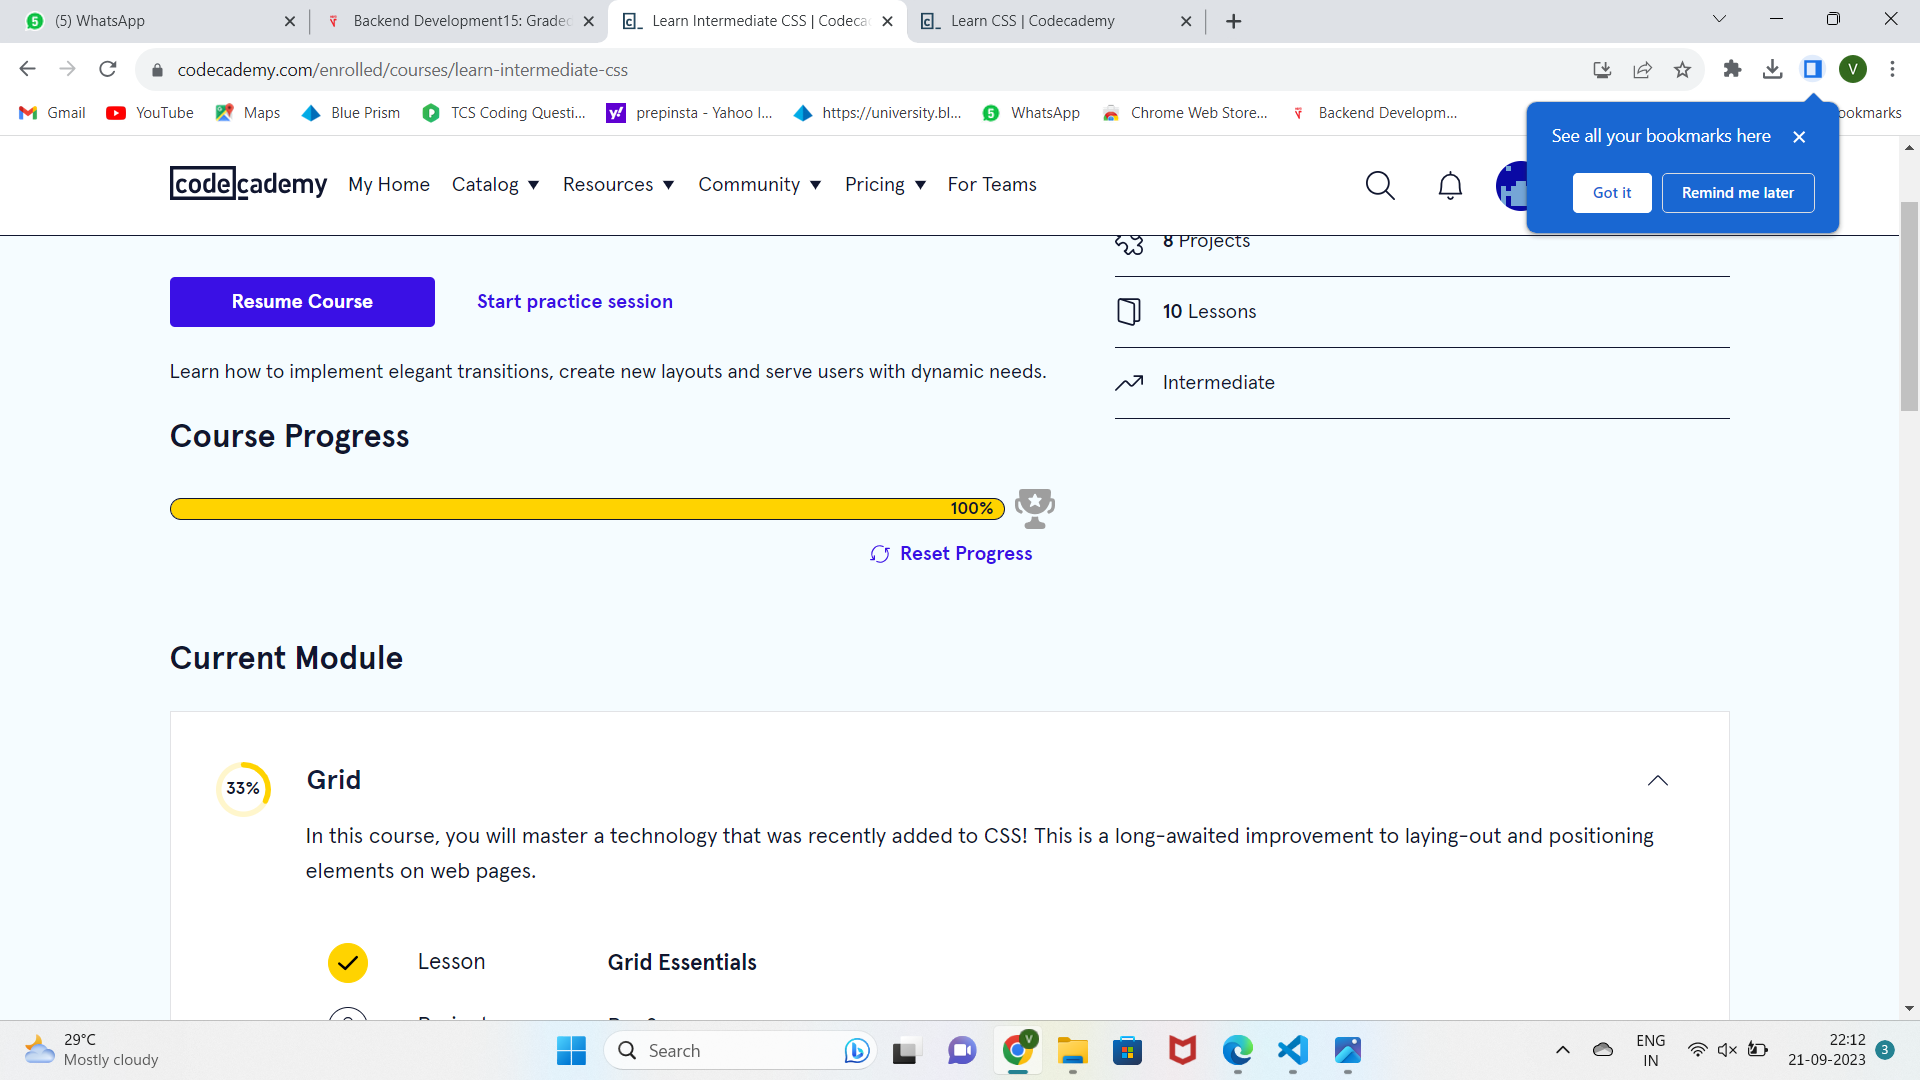 (5) WhatsApp
Backend Development15: Graded
Learn Intermediate CSS | Codeca
Learn CSS | Codecademy
codecademy.com/enrolled/courses/learn-intermediate-css
V
Gmail
YouTube
Maps
Blue Prism
TCS Coding Questi...
prepinsta - Yahoo I...
https://university.bl...
WhatsApp
Chrome Web Store...
Backend Developm...
ookmarks
See all your bookmarks here
Got it
Remind me later
codecademy
My Home
Catalog
Resources
Community
Pricing
For Teams
8 Projects
Resume Course
Start practice session
10 Lessons
Learn how to implement elegant transitions, create new layouts and serve users with dynamic needs.
Intermediate
Course Progress
100%
Reset Progress
Current Module
33%
Grid
In this course, you will master a technology that was recently added to CSS! This is a long-awaited improvement to laying-out and positioning
elements on web pages.
Lesson
Grid Essentials
29°C
Mostly cloudy
Search
V
ENG
IN
22:12
21-09-2023
3